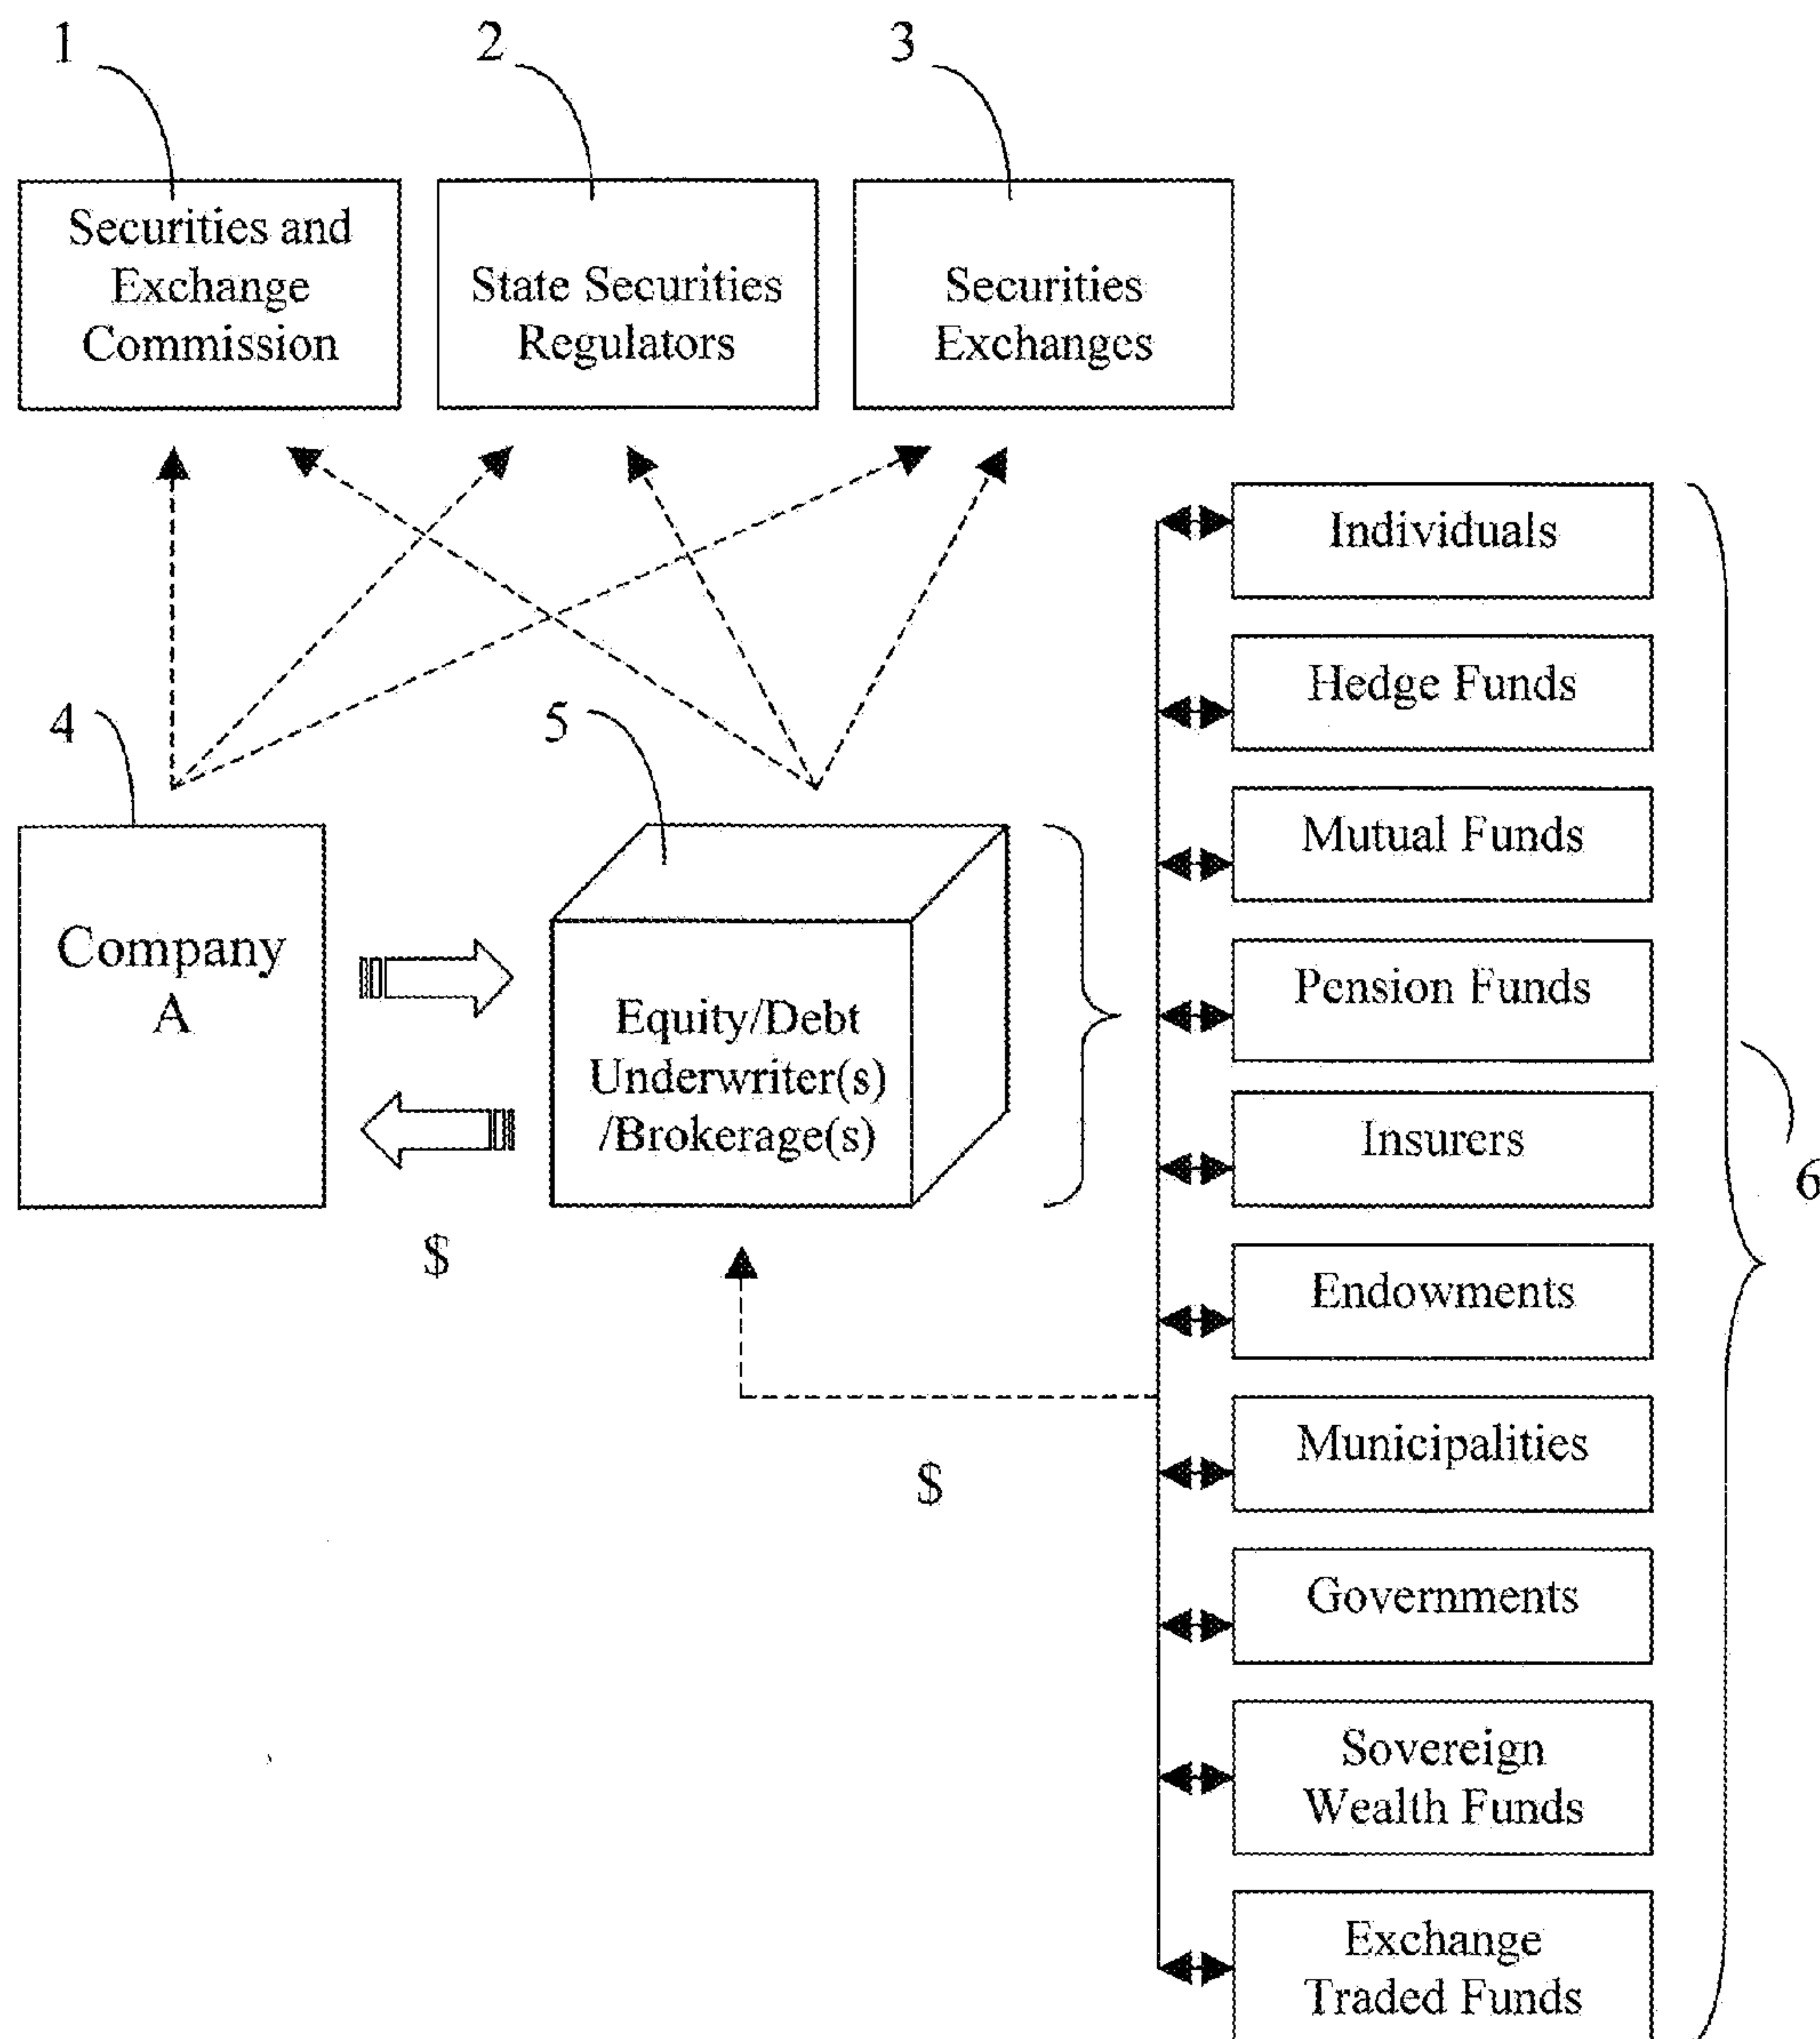 1
2
3
Securities and
Exchange
Commission
State Securities
Regulators
Securities
Exchanges
4
5
Company
A
Equity/Debt
Underwriter(s)
/Brokerage(s)
$
$
Individuals
Hedge Funds
Mutual Funds
Pension Funds
Insurers
Endowments
Municipalities
Governments
Sovereign
Wealth Funds
Exchange
Traded Funds
6